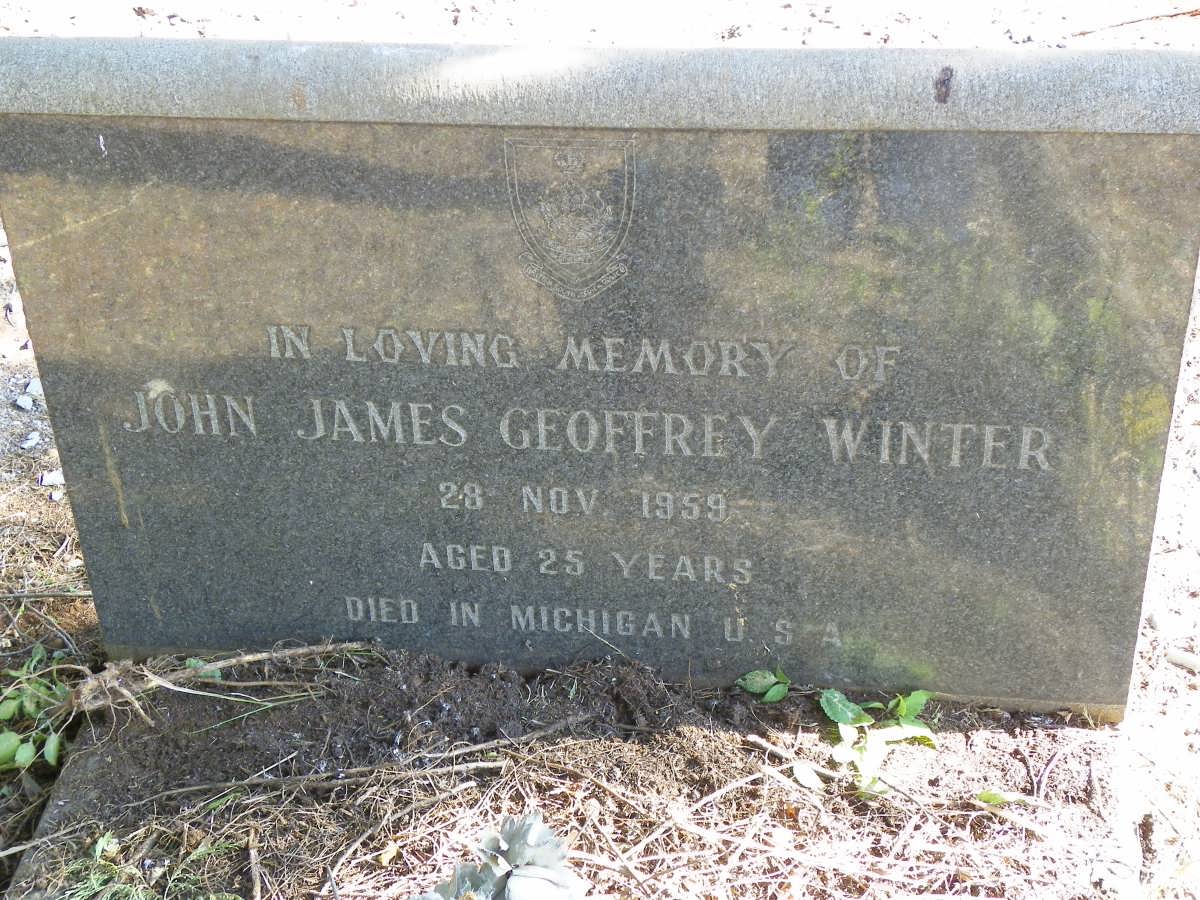 IN LOVING MEMORY OF
JOHN JAMES GEOFFREY WINTER
28 NOV 1959
AGED 25 YEARS
DIED IN MICHIGAN U S A